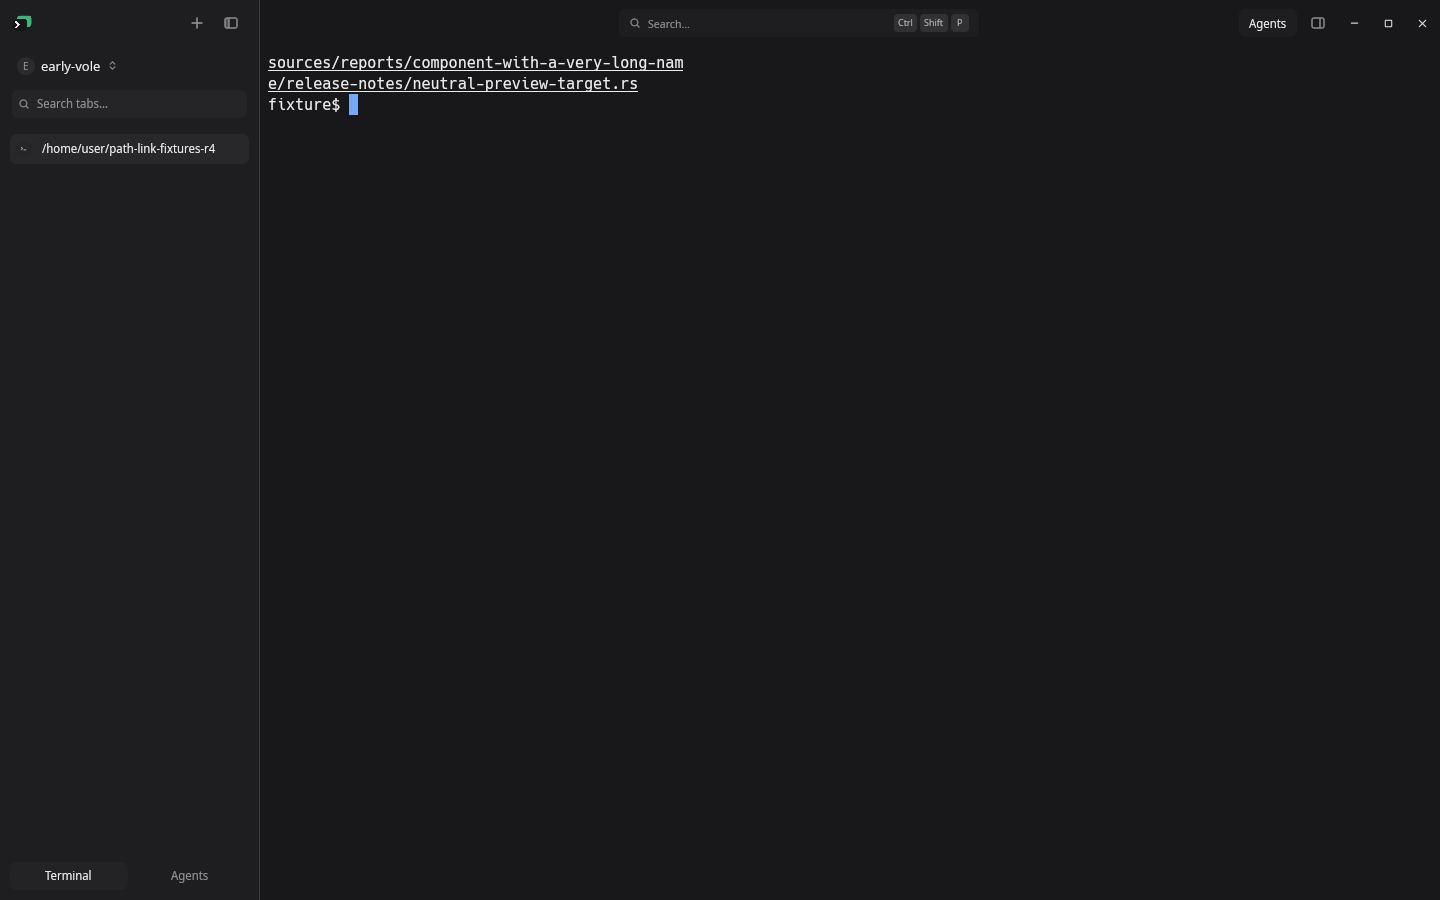 Search...
Ctrl
Shift
P
Agents
E
early-vole
Search tabs...
/home/user/path-link-fixtures-r4
sources/reports/component-with-a-very-long-nam
e/release-notes/neutral-preview-target.rs
fixture$
Terminal
Agents